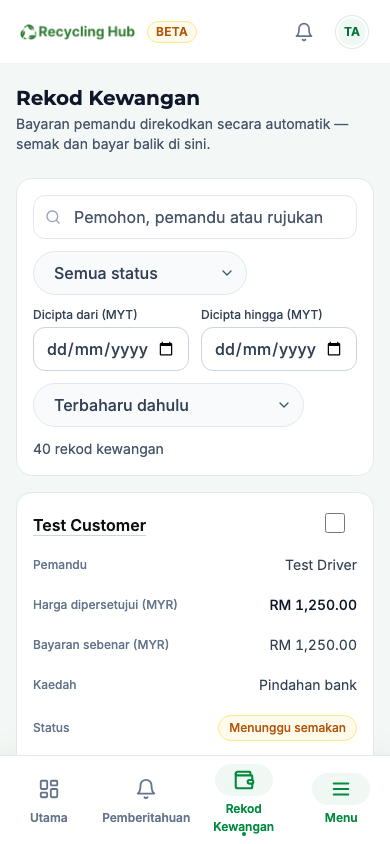 Recycling Hub BETA TA
Rekod Kewangan
Bayaran pemandu direkodkan secara automatik —
semak dan bayar balik di sini.
Pemohon, pemandu atau rujukan
Semua status
Dicipta dari (MYT) Dicipta hingga (MYT)
dd/mm/yyyy dd/mm/yyyy
Terbaharu dahulu
40 rekod kewangan
Test Customer
Pemandu Test Driver
Harga dipersetujui (MYR) RM 1,250.00
Bayaran sebenar (MYR) RM 1,250.00
Kaedah Pindahan bank
Status Menunggu semakan
Utama Pemberitahuan Rekod Kewangan Menu